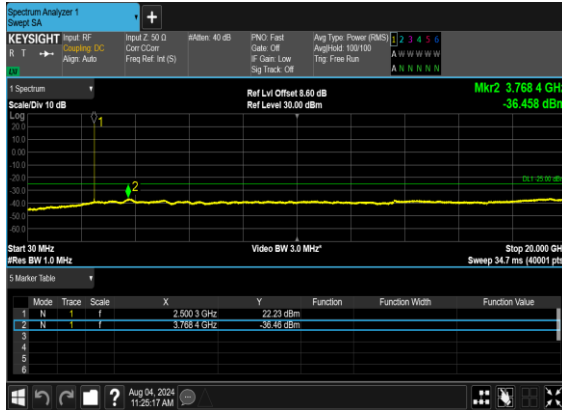 Spectrum Analyzer 1
Swept SA
KEYSIGHT
R T
Input: RF
Coupling: DC
Align: Auto
Input Z: 50 Ω
Corr CCorr
Freq Ref: Int (S)
#Atten: 40 dB
PNO: Fast
Gate: Off
IF Gain: Low
Sig Track: Off
Avg Type: Power (RMS)
Avg|Hold: 100/100
Trig: Free Run
1 2 3 4 5 6
A W W W W W
A N N N N N
1 Spectrum
Scale/Div 10 dB
Log
Ref Lvl Offset 8.60 dB
Ref Level 30.00 dBm
Mkr2 3.768 4 GHz
-36.458 dBm
20.0
10.0
0.00
-10.0
-20.0
-30.0
-40.0
-50.0
-60.0
1
2
DL1 -25.00 dBm
Start 30 MHz
#Res BW 1.0 MHz
Video BW 3.0 MHz*
Stop 20.000 GHz
Sweep 34.7 ms (40001 pts)
5 Marker Table
Mode Trace Scale X Y Function Function Width Function Value
1 N 1 f 2.500 3 GHz 22.23 dBm
2 N 1 f 3.768 4 GHz -36.46 dBm
3
4
5
6
?
Aug 04, 2024
11:25:17 AM